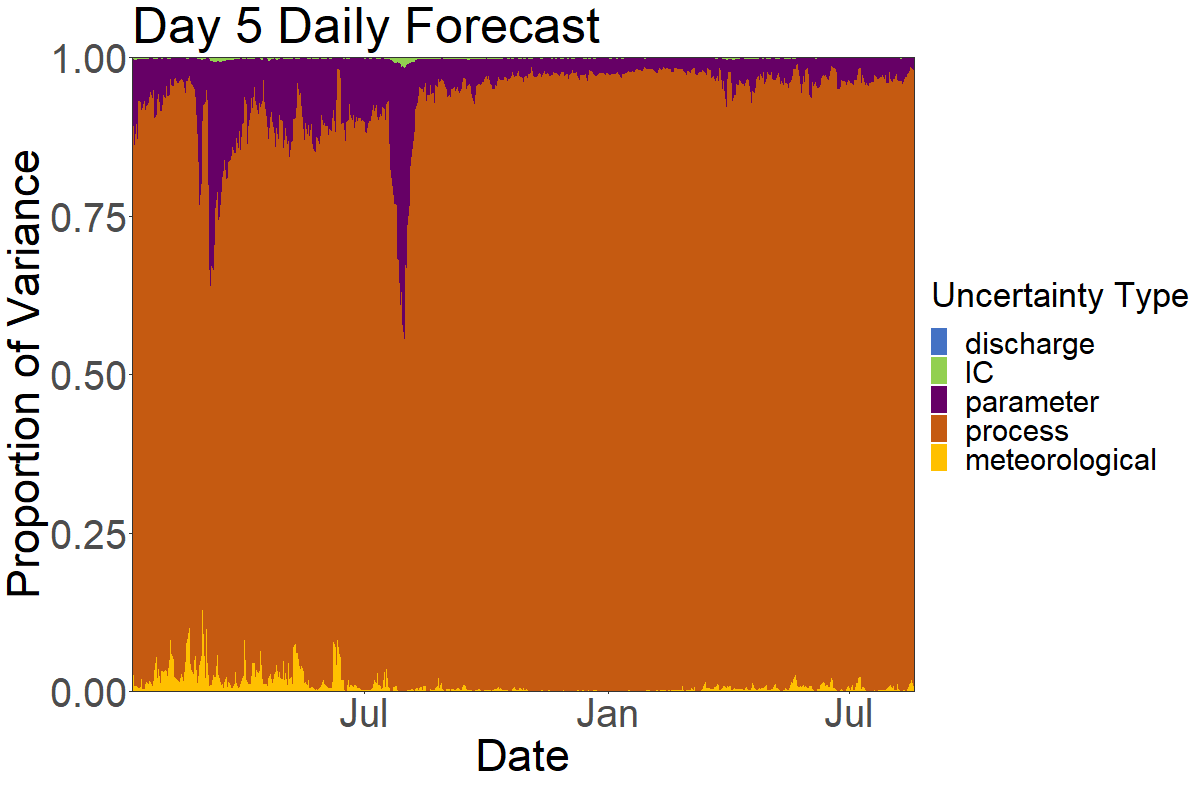 Day 5 Daily Forecast
1.00
0.75
0.50
0.25
0.00
Proportion of Variance
Jul
Jan
Jul
Date
Uncertainty Type
discharge
IC
parameter
process
meteorological